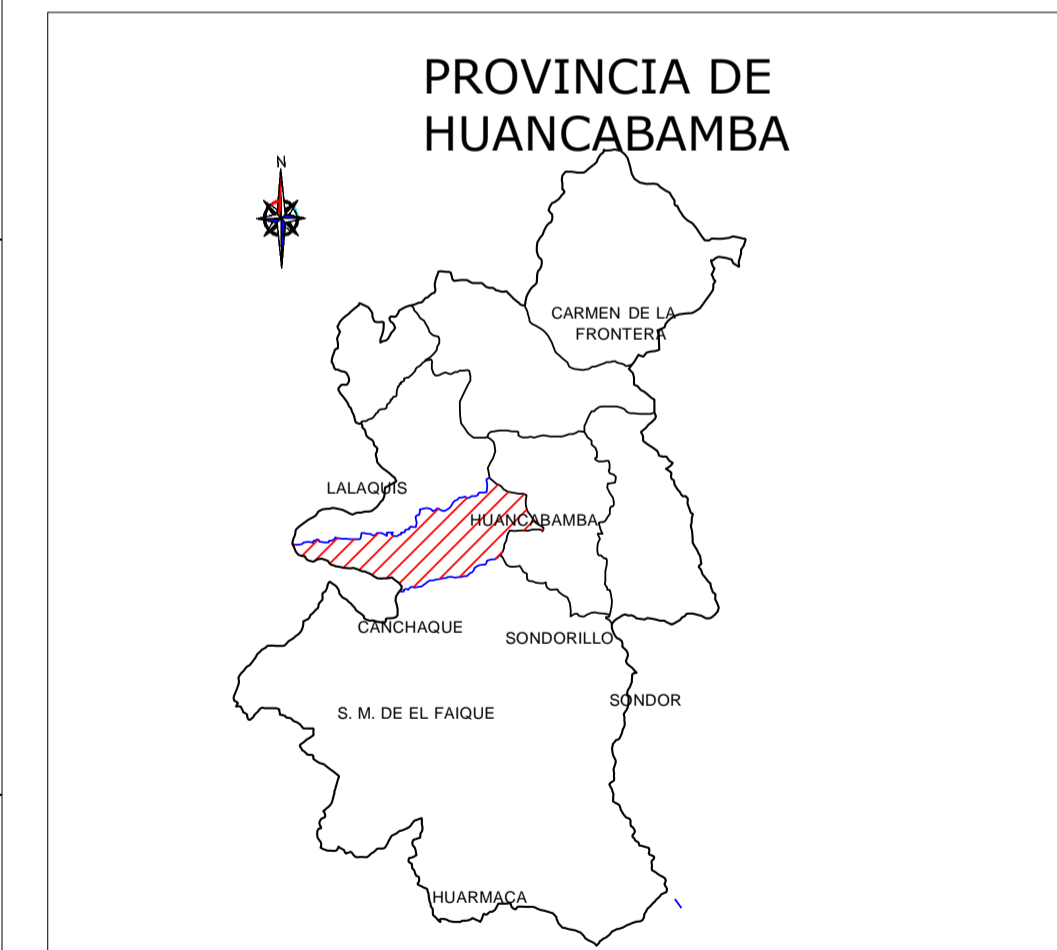 PROVINCIA DE
HUANCABAMBA
N
CARMEN DE LA
FRONTERA
LALAQUIS
HUANCABAMBA
CANCHAQUE
SONDORILLO
SONDOR
S. M. DE EL FAIQUE
HUARMACA